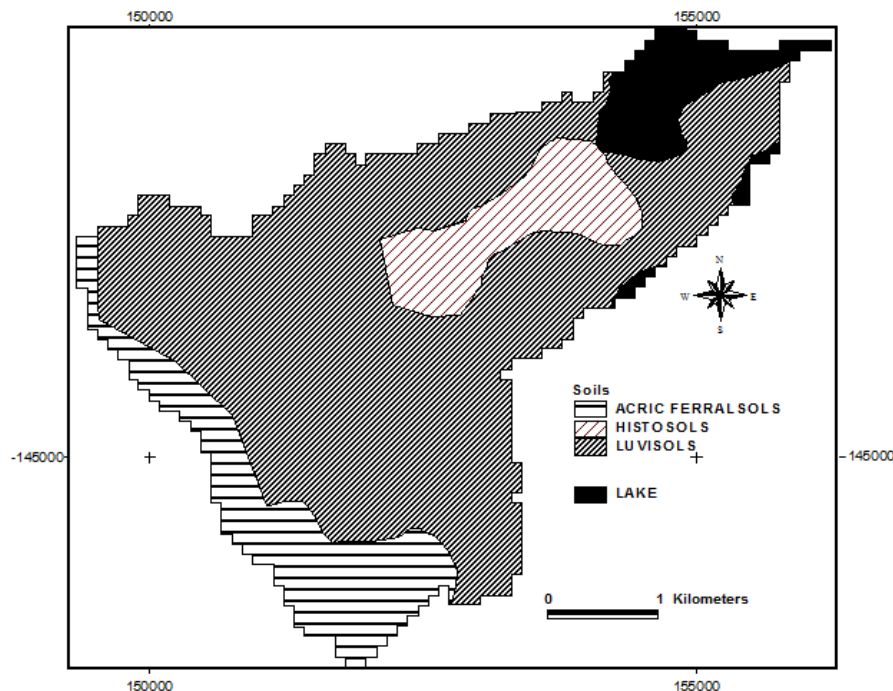 150000 155000
N
W E
S
Soils
ACRIC FERRALSOLS
HISTOSOLS
LUVISOLS
-145000 -145000
LAKE
0 1 Kilometers
150000 155000